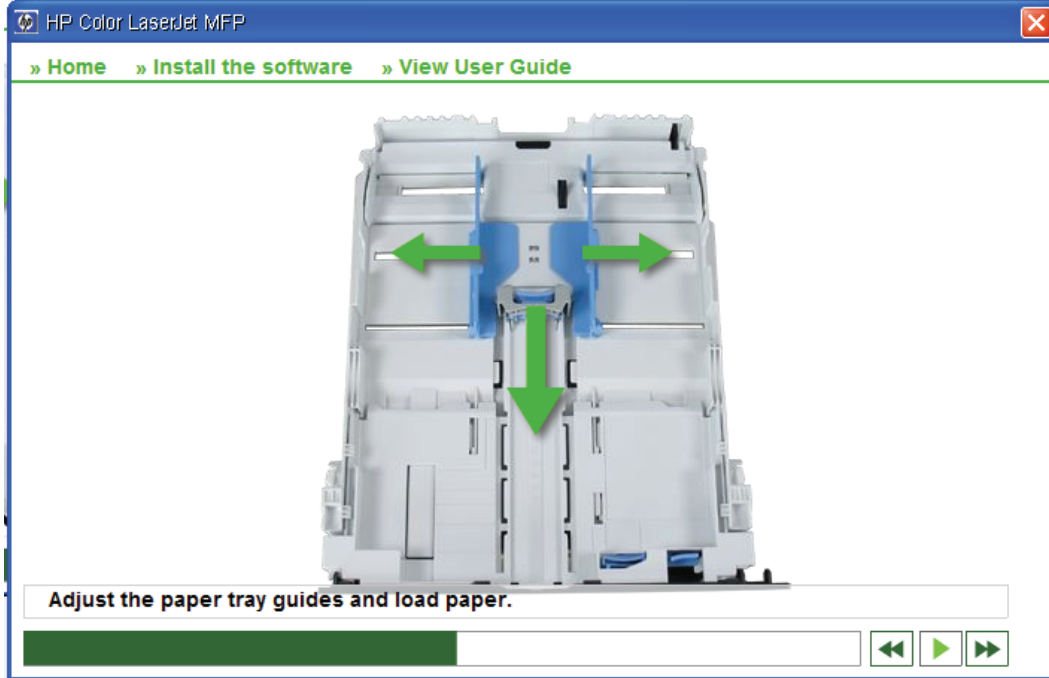 HP Color LaserJet MFP
» Home » Install the software » View User Guide
Adjust the paper tray guides and load paper.